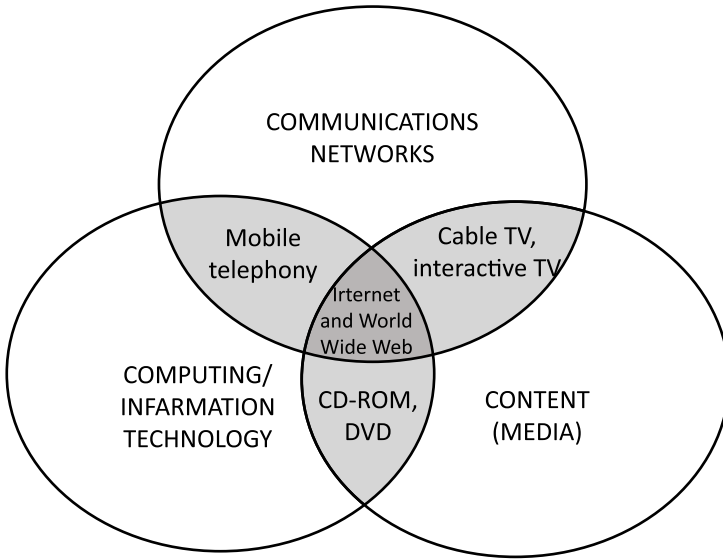 COMMUNICATIONS
NETWORKS
Mobile
telephony
Cable TV,
interactive TV
Irternet
and World
Wide Web
COMPUTING/
INFARMATION
TECHNOLOGY
CD-ROM,
DVD
CONTENT
(MEDIA)